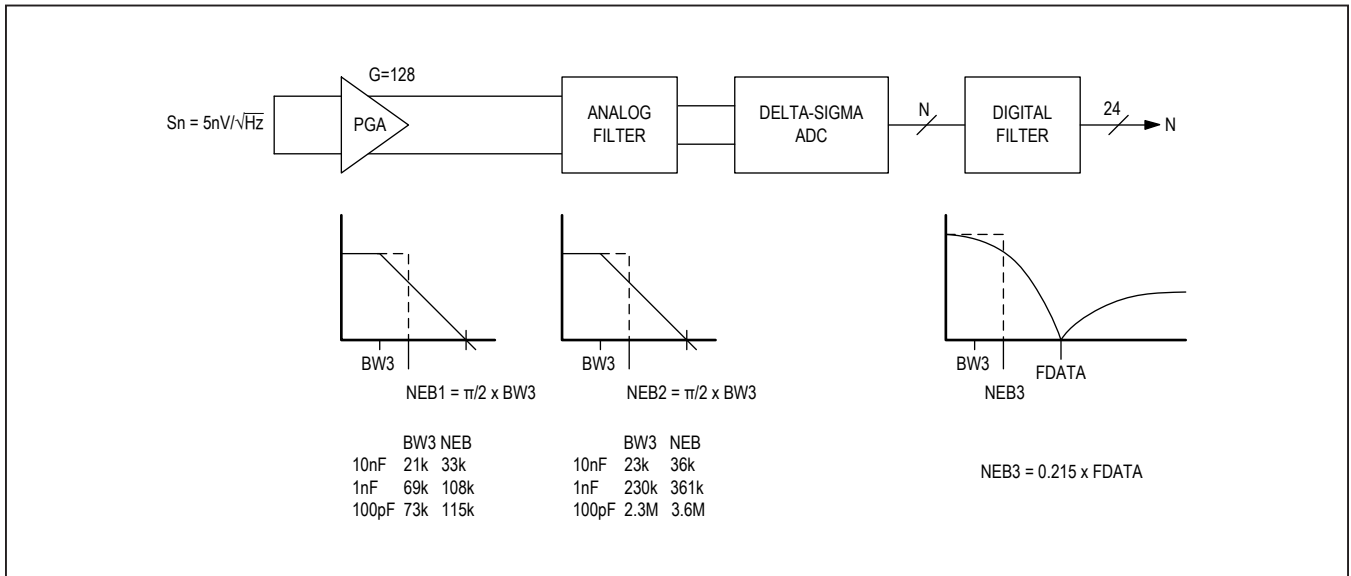 G=128
Sn = 5nV/√Hz
PGA
ANALOG
FILTER
DELTA-SIGMA
ADC
N
DIGITAL
FILTER
24
N
BW3
NEB1 = π/2 x BW3
BW3
NEB2 = π/2 x BW3
BW3
NEB3
FDATA
BW3 NEB
10nF 21k 33k
1nF 69k 108k
100pF 73k 115k
BW3 NEB
10nF 23k 36k
1nF 230k 361k
100pF 2.3M 3.6M
NEB3 = 0.215 x FDATA